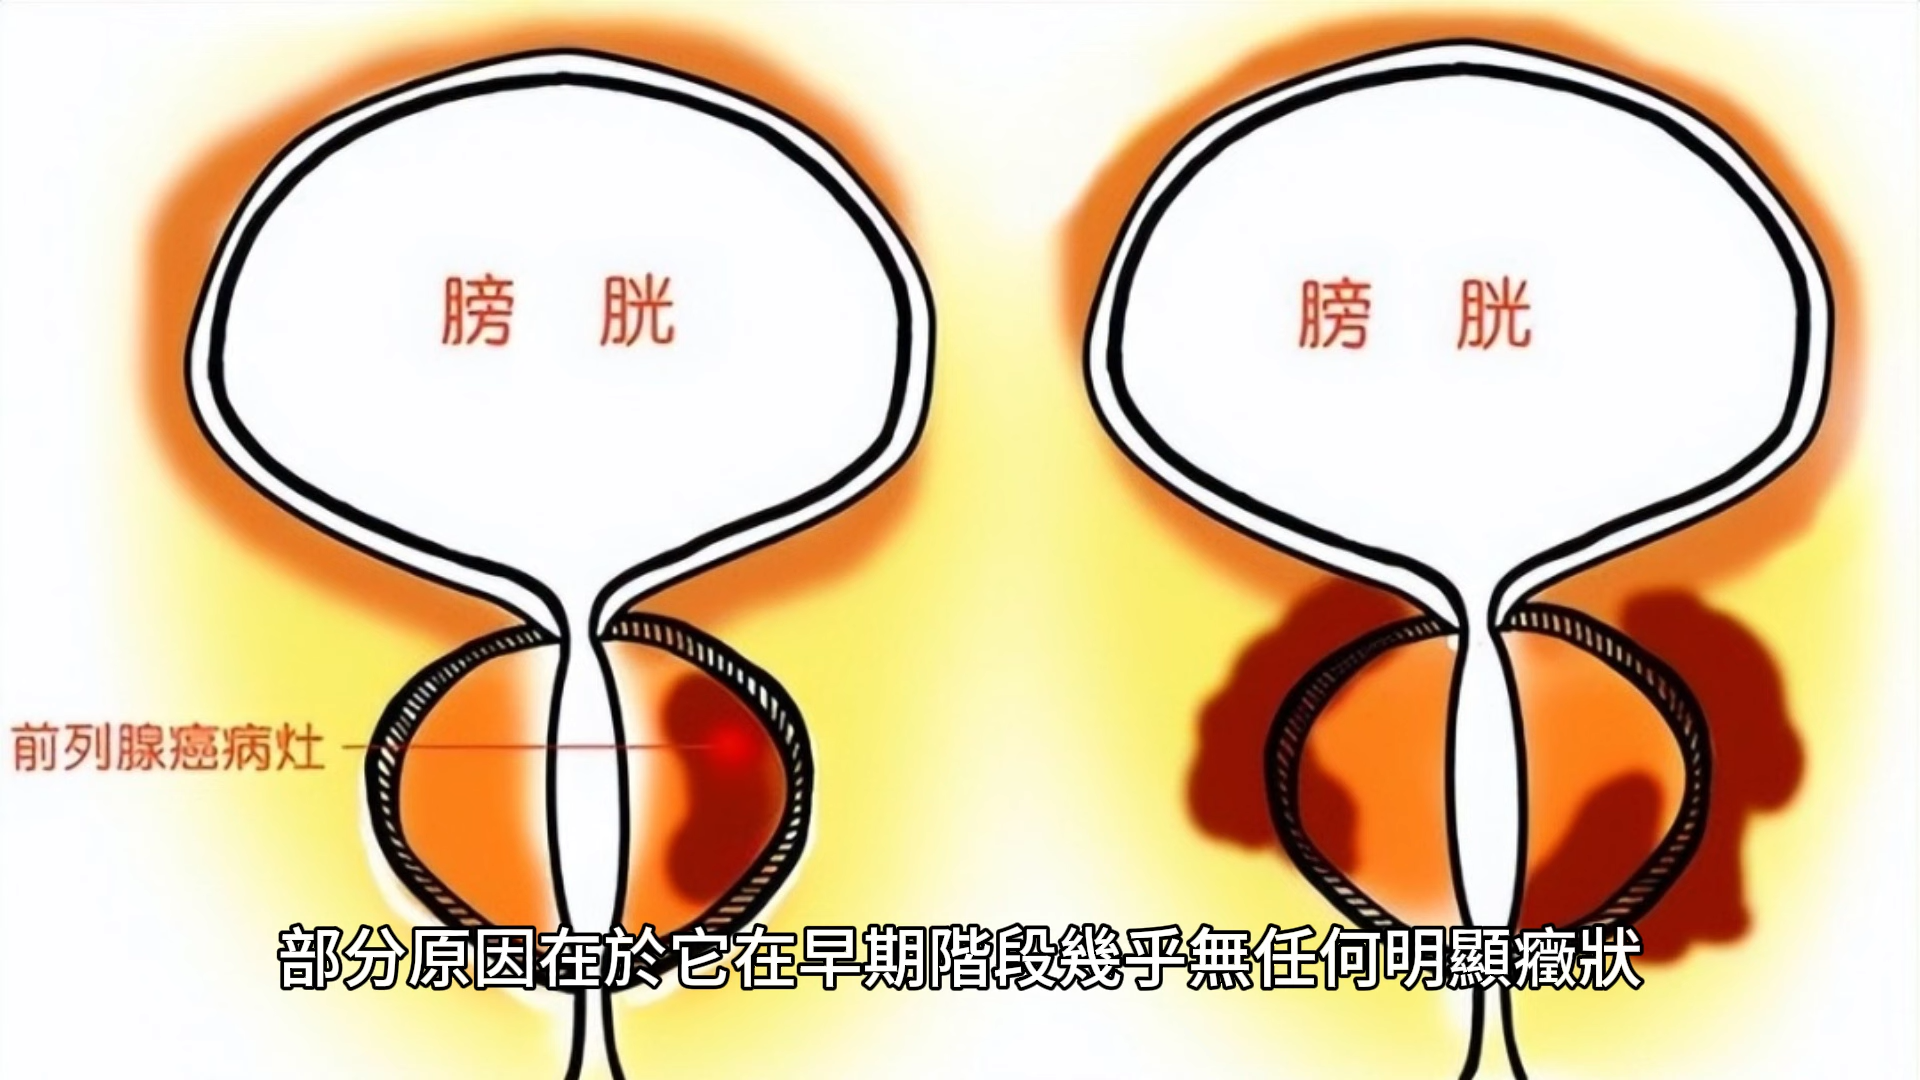 膀 胱
膀 胱
前列腺癌病灶
部分原因在於它在早期階段幾乎無任何明顯癥狀